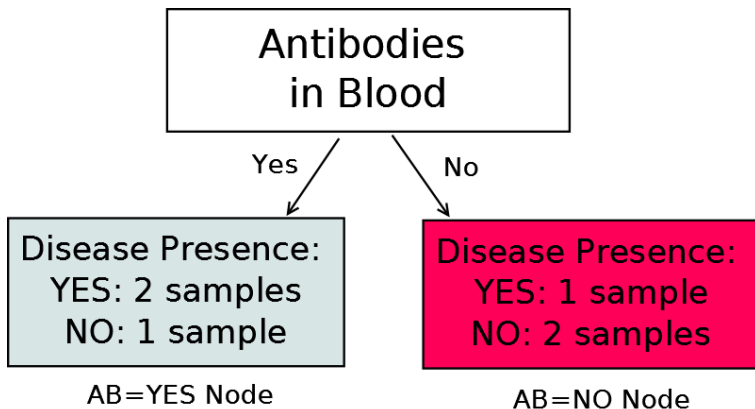 Antibodies
in Blood
Yes
No
Disease Presence:
YES: 2 samples
NO: 1 sample
Disease Presence:
YES: 1 sample
NO: 2 samples
AB=YES Node
AB=NO Node